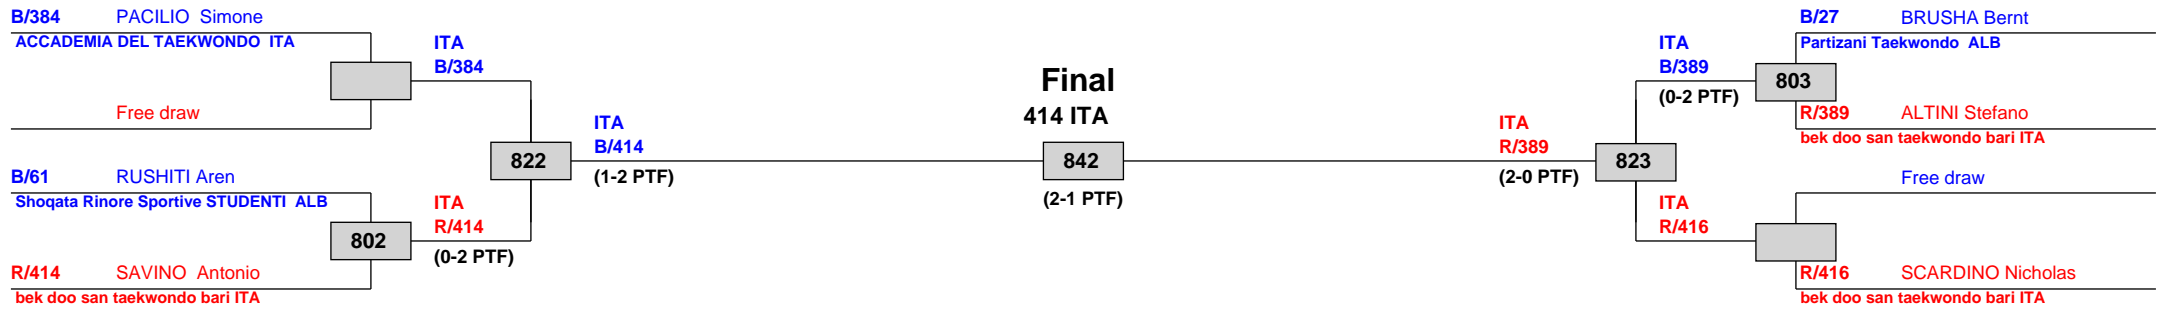 B/384 PACILIO Simone
ACCADEMIA DEL TAEKWONDO ITA
Free draw
B/61 RUSHITI Aren
Shoqata Rinore Sportive STUDENTI ALB
802
R/414 SAVINO Antonio
bek doo san taekwondo bari ITA
ITA
B/384
822
ITA
R/414
(0-2 PTF)
ITA
B/414
(1-2 PTF)
Final
414 ITA
842
(2-1 PTF)
ITA
R/389
(2-0 PTF)
823
ITA
B/389
(0-2 PTF)
ITA
R/416
B/27 BRUSHA Bernt
Partizani Taekwondo ALB
803
R/389 ALTINI Stefano
bek doo san taekwondo bari ITA
Free draw
R/416 SCARDINO Nicholas
bek doo san taekwondo bari ITA